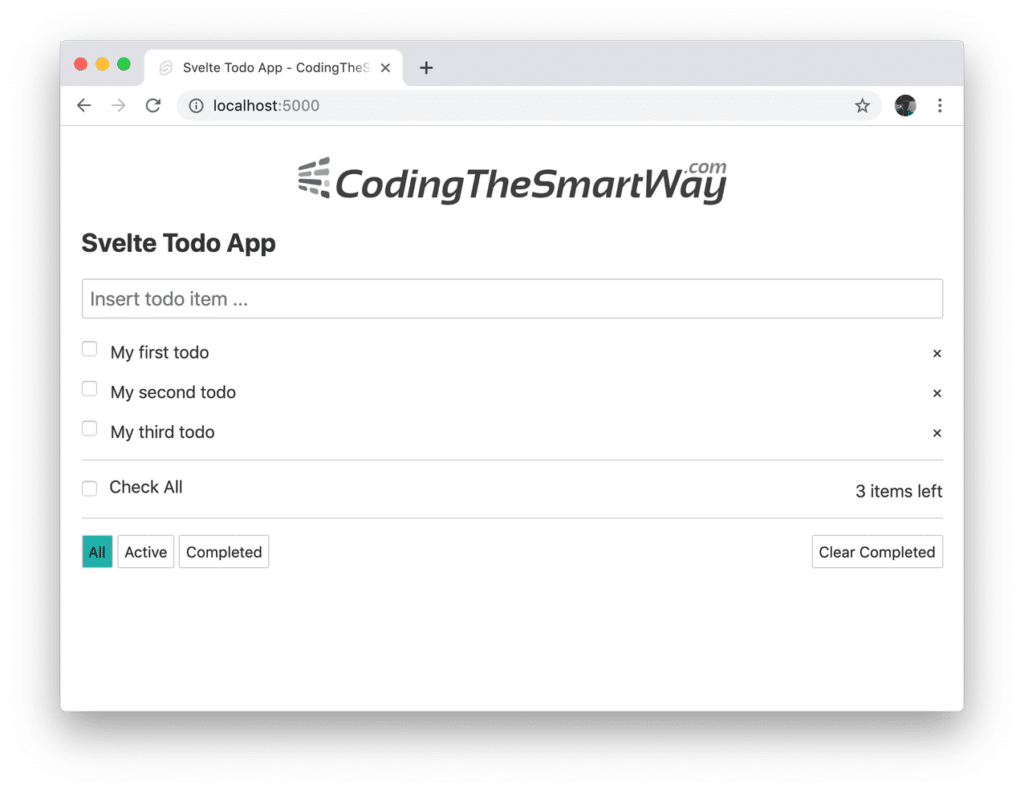 Svelte Todo App - CodingTheS
localhost:5000
CodingTheSmartWay.com
Svelte Todo App
Insert todo item ...
My first todo ×
My second todo ×
My third todo ×
Check All 3 items left
All Active Completed Clear Completed